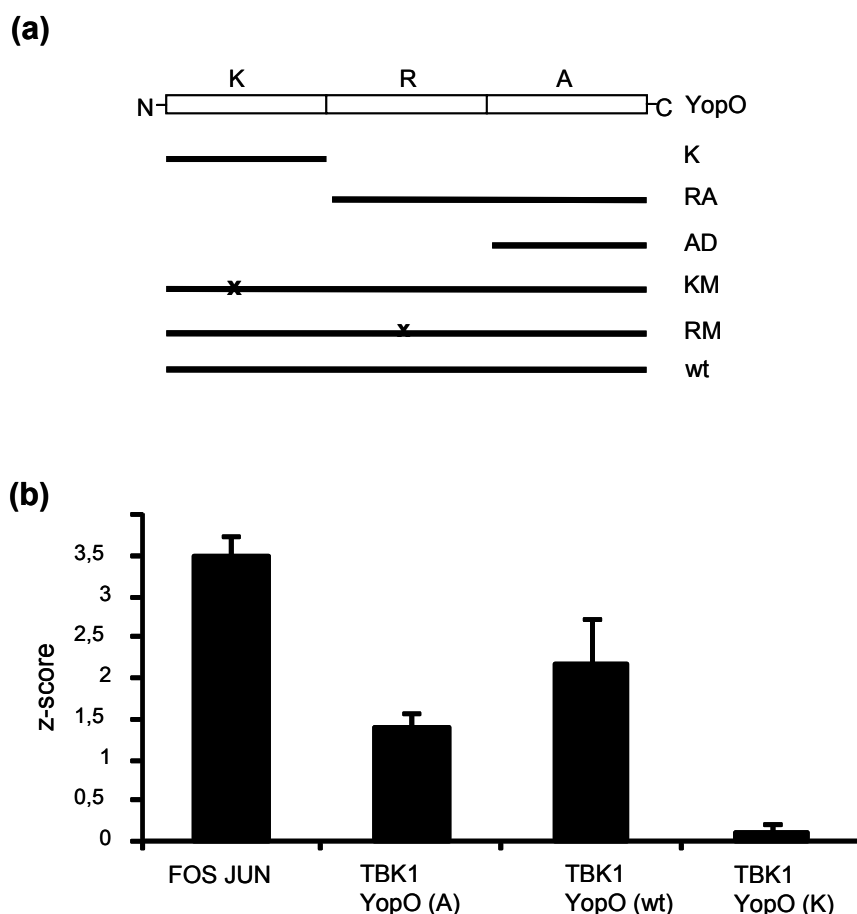 (a)
K R A
N C YopO
K
RA
AD
x KM
x RM
wt
(b)
3,5
3
2,5
2
1,5
1
0,5
0
z-score
FOS JUN TBK1 TBK1 TBK1
YopO (A) YopO (wt) YopO (K)